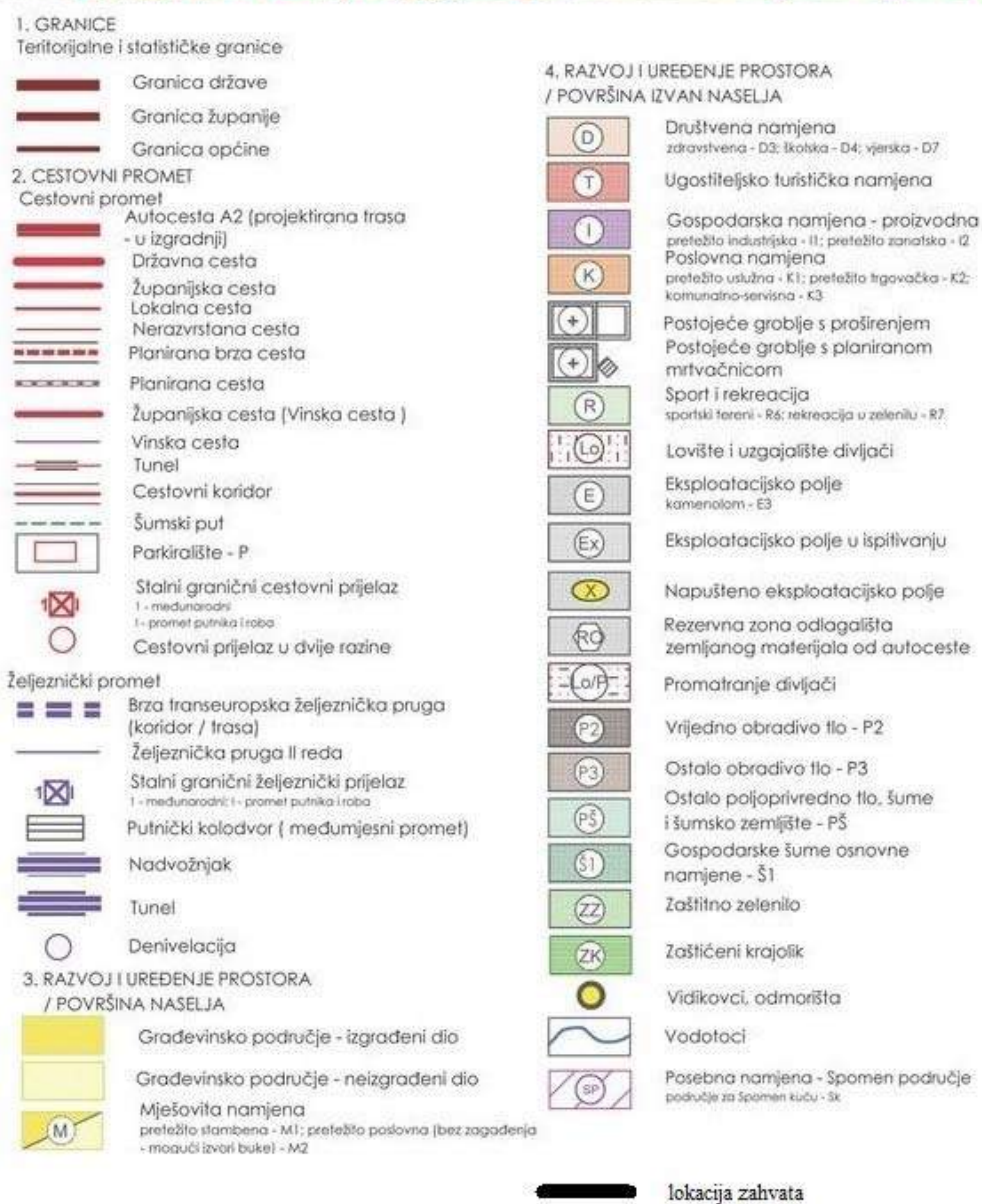 1. GRANICE
Teritorijalne i statističke granice
Granica države
Granica županije
Granica općine
2. CESTOVNI PROMET
Cestovni promet
Autocesta A2 (projektirana trasa
- u izgradnji)
Državna cesta
Županijska cesta
Lokalna cesta
Nerazvrstana cesta
Planirana brza cesta
Planirana cesta
Županijska cesta (Vinska cesta )
Vinska cesta
Tunel
Cestovni koridor
Šumski put
Parkiralište - P
1 I
Stalni granični cestovni prijelaz
1 - međunarodni
I - promet putnika i roba
Cestovni prijelaz u dvije razine
Željeznički promet
Brza transeuropska željeznička pruga
(koridor / trasa)
Željeznička pruga II reda
1 I
Stalni granični željeznički prijelaz
1 - međunarodni; I - promet putnika i roba
Putnički kolodvor ( međumjesni promet)
Nadvožnjak
Tunel
Denivelacija
3. RAZVOJ I UREĐENJE PROSTORA
/ POVRŠINA NASELJA
Građevinsko područje - izgrađeni dio
Građevinsko područje - neizgrađeni dio
M
Mješovita namjena
pretežito stambena - M1; pretežito poslovna (bez zagađenja
- mogući izvori buke) - M2
4. RAZVOJ I UREĐENJE PROSTORA
/ POVRŠINA IZVAN NASELJA
D
Društvena namjena
zdravstvena - D3; školska - D4; vjerska - D7
T
Ugostiteljsko turistička namjena
I
Gospodarska namjena - proizvodna
pretežito industrijska - I1; pretežito zanatska - I2
K
Poslovna namjena
pretežito uslužna - K1; pretežito trgovačka - K2;
komunalno-servisna - K3
Postojeće groblje s proširenjem
Postojeće groblje s planiranom
mrtvačnicom
R
Sport i rekreacija
sportski tereni - R6; rekreacija u zelenilu - R7
Lo
Lovište i uzgajalište divljači
E
Eksploatacijsko polje
kamenolom - E3
Ex
Eksploatacijsko polje u ispitivanju
X
Napušteno eksploatacijsko polje
RO
Rezervna zona odlagališta
zemljanog materijala od autoceste
Lo/P
Promatranje divljači
P2
Vrijedno obradivo tlo - P2
P3
Ostalo obradivo tlo - P3
PŠ
Ostalo poljoprivredno tlo, šume
i šumsko zemljište - PŠ
Š1
Gospodarske šume osnovne
namjene - Š1
ZZ
Zaštitno zelenilo
ZK
Zaštićeni krajolik
Vidikovci, odmorišta
Vodotoci
SP
Posebna namjena - Spomen područje
područje za Spomen kuću - Sk
lokacija zahvata